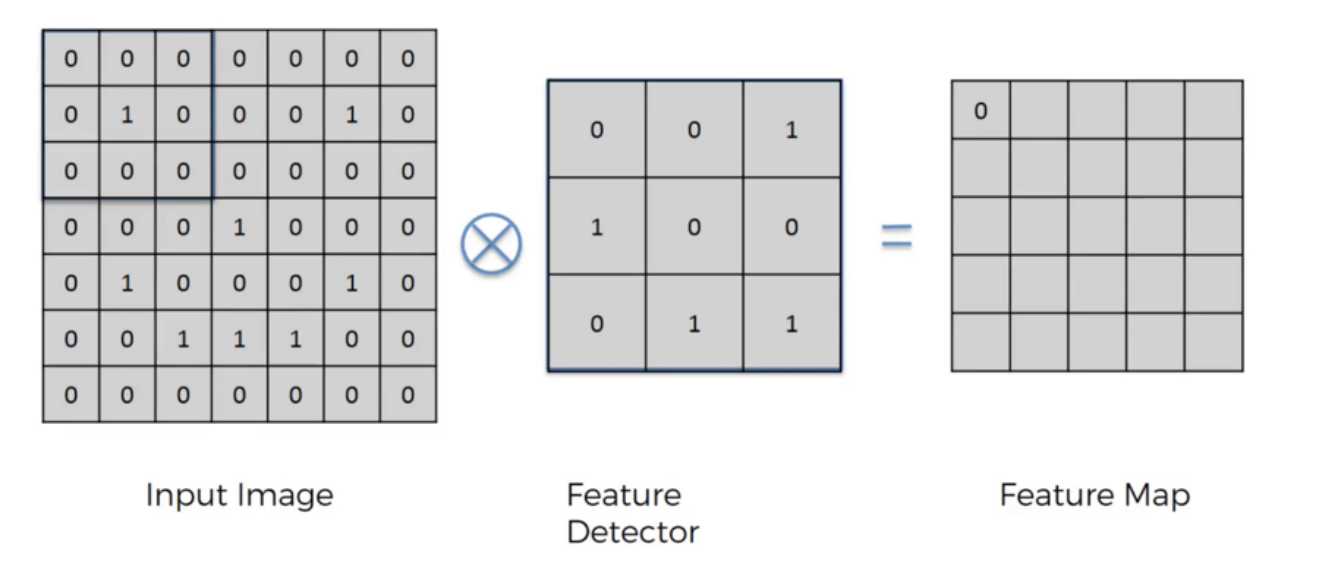 0 0 0 0 0 0 0
0 1 0 0 0 1 0
0 0 0 0 0 0 0
0 0 0 1 0 0 0
0 1 0 0 0 1 0
0 0 1 1 1 0 0
0 0 0 0 0 0 0
0 0 1
1 0 0
0 1 1
=
0
Input Image
Feature
Detector
Feature Map